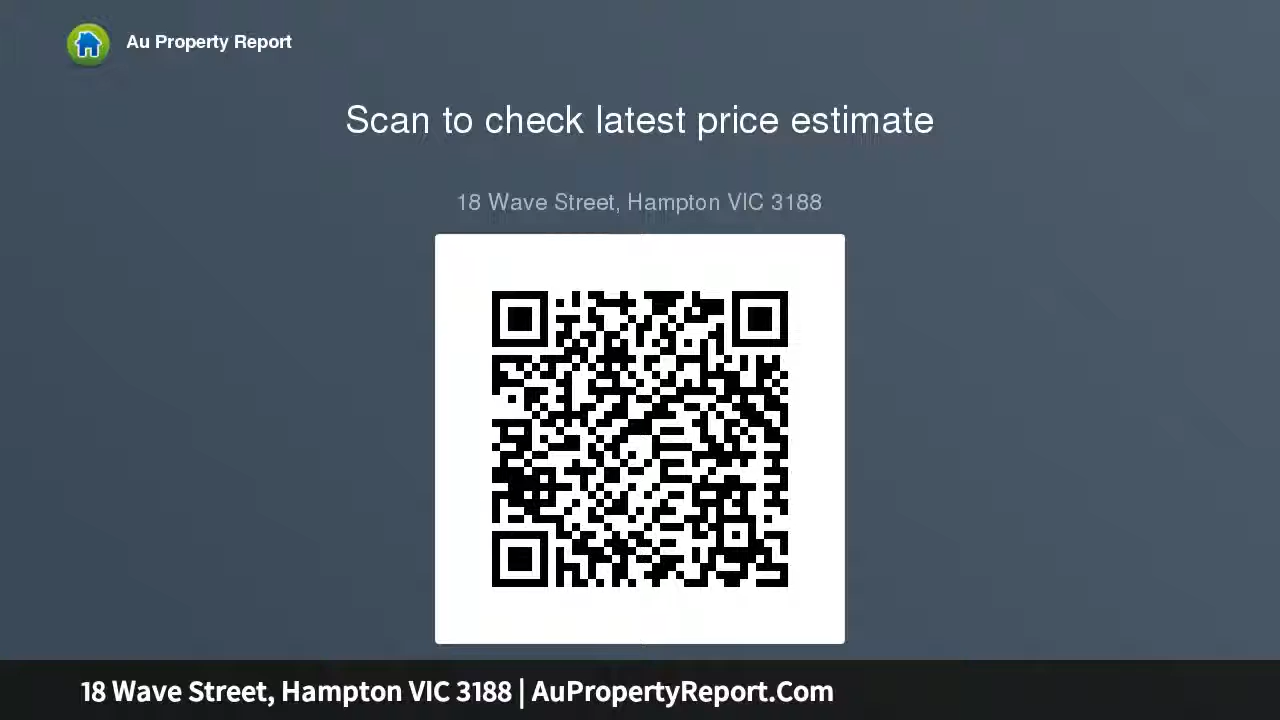 Au Property Report
Scan to check latest price estimate
18 Wave Street, Hampton VIC 3188
18 Wave Street, Hampton VIC 3188 | AuPropertyReport.Com